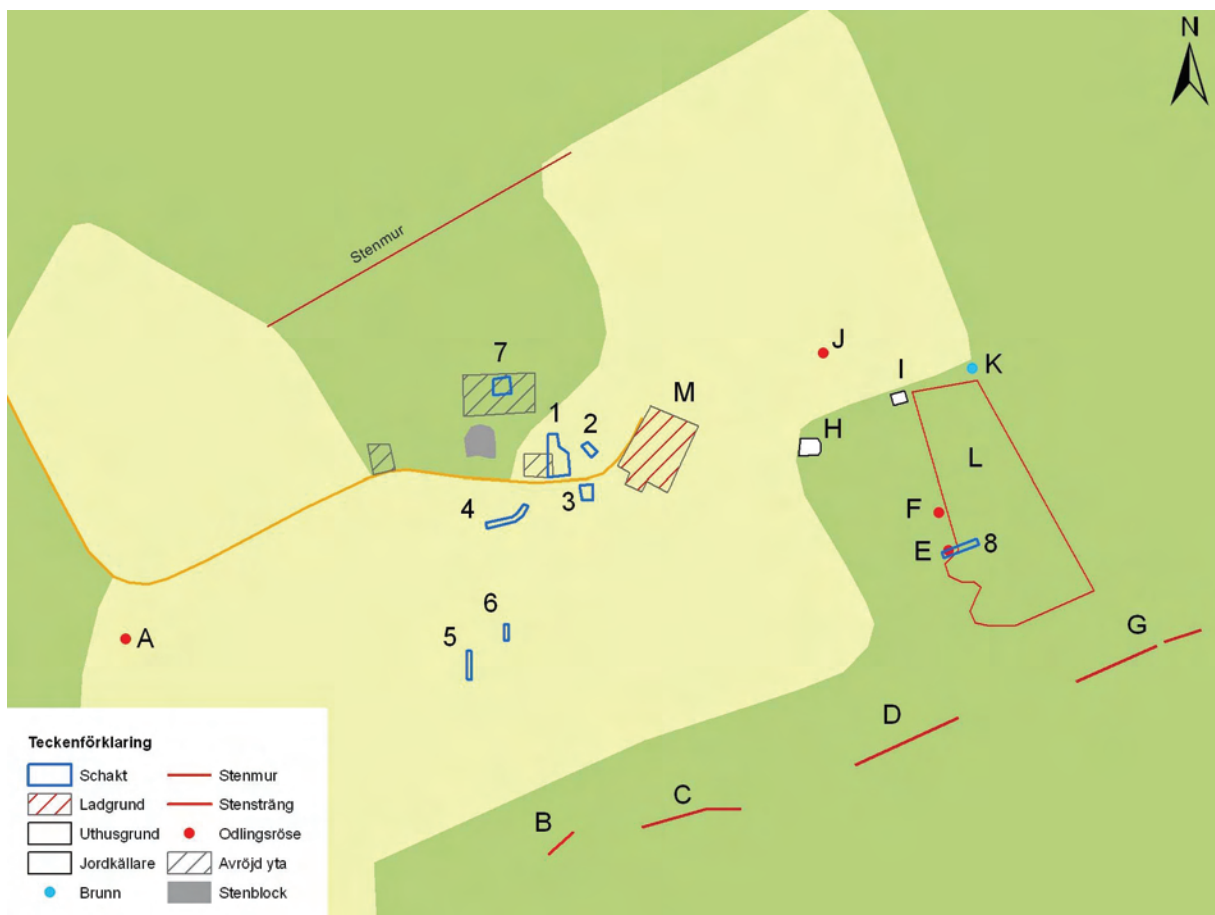 N
Stenmur
J
K
I
7
M
1
2
H
L
3
4
F
E
8
6
A
5
G
D
C
B
Teckenförklaring
Schakt
Stenmur
Ladgrund
Stensträng
Uthusgrund
Odlingsröse
Jordkällare
Avröjd yta
Brunn
Stenblock